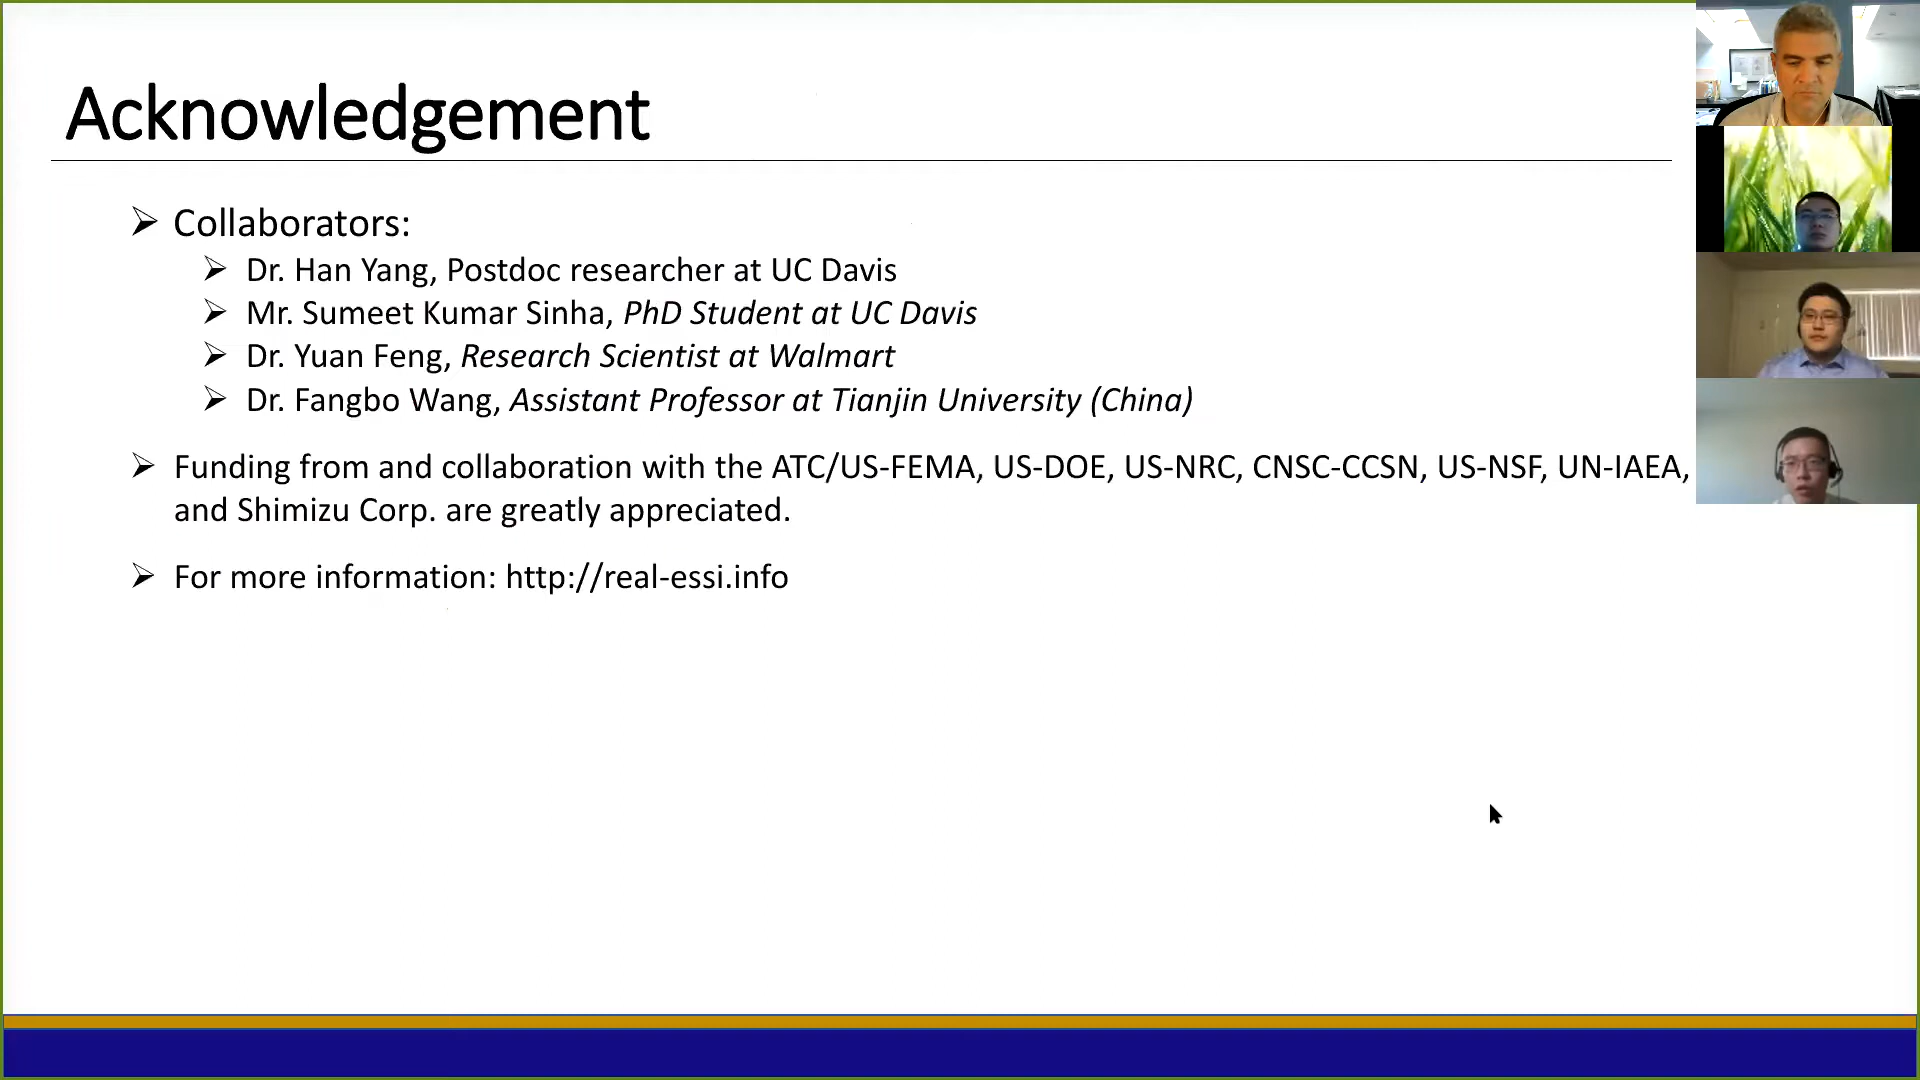 Acknowledgement
➢ Collaborators:
➢ Dr. Han Yang, Postdoc researcher at UC Davis
➢ Mr. Sumeet Kumar Sinha, PhD Student at UC Davis
➢ Dr. Yuan Feng, Research Scientist at Walmart
➢ Dr. Fangbo Wang, Assistant Professor at Tianjin University (China)
➢ Funding from and collaboration with the ATC/US-FEMA, US-DOE, US-NRC, CNSC-CCSN, US-NSF, UN-IAEA,
and Shimizu Corp. are greatly appreciated.
➢ For more information: http://real-essi.info